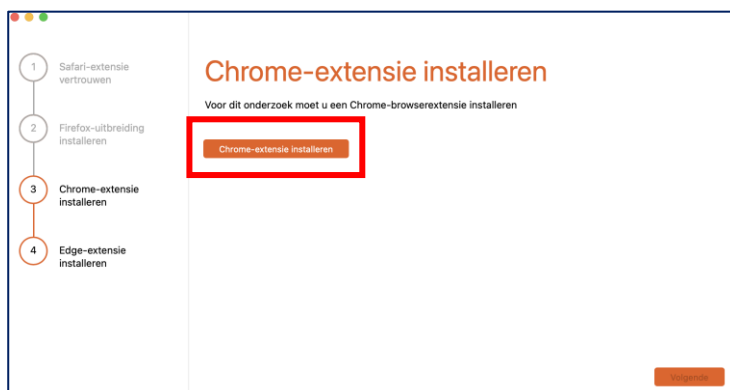 1
Safari-extensie
vertrouwen
2
Firefox-uitbreiding
installeren
3
Chrome-extensie
installeren
4
Edge-extensie
installeren
Chrome-extensie installeren
Voor dit onderzoek moet u een Chrome-browserextensie installeren
Chrome-extensie installeren
Volgende